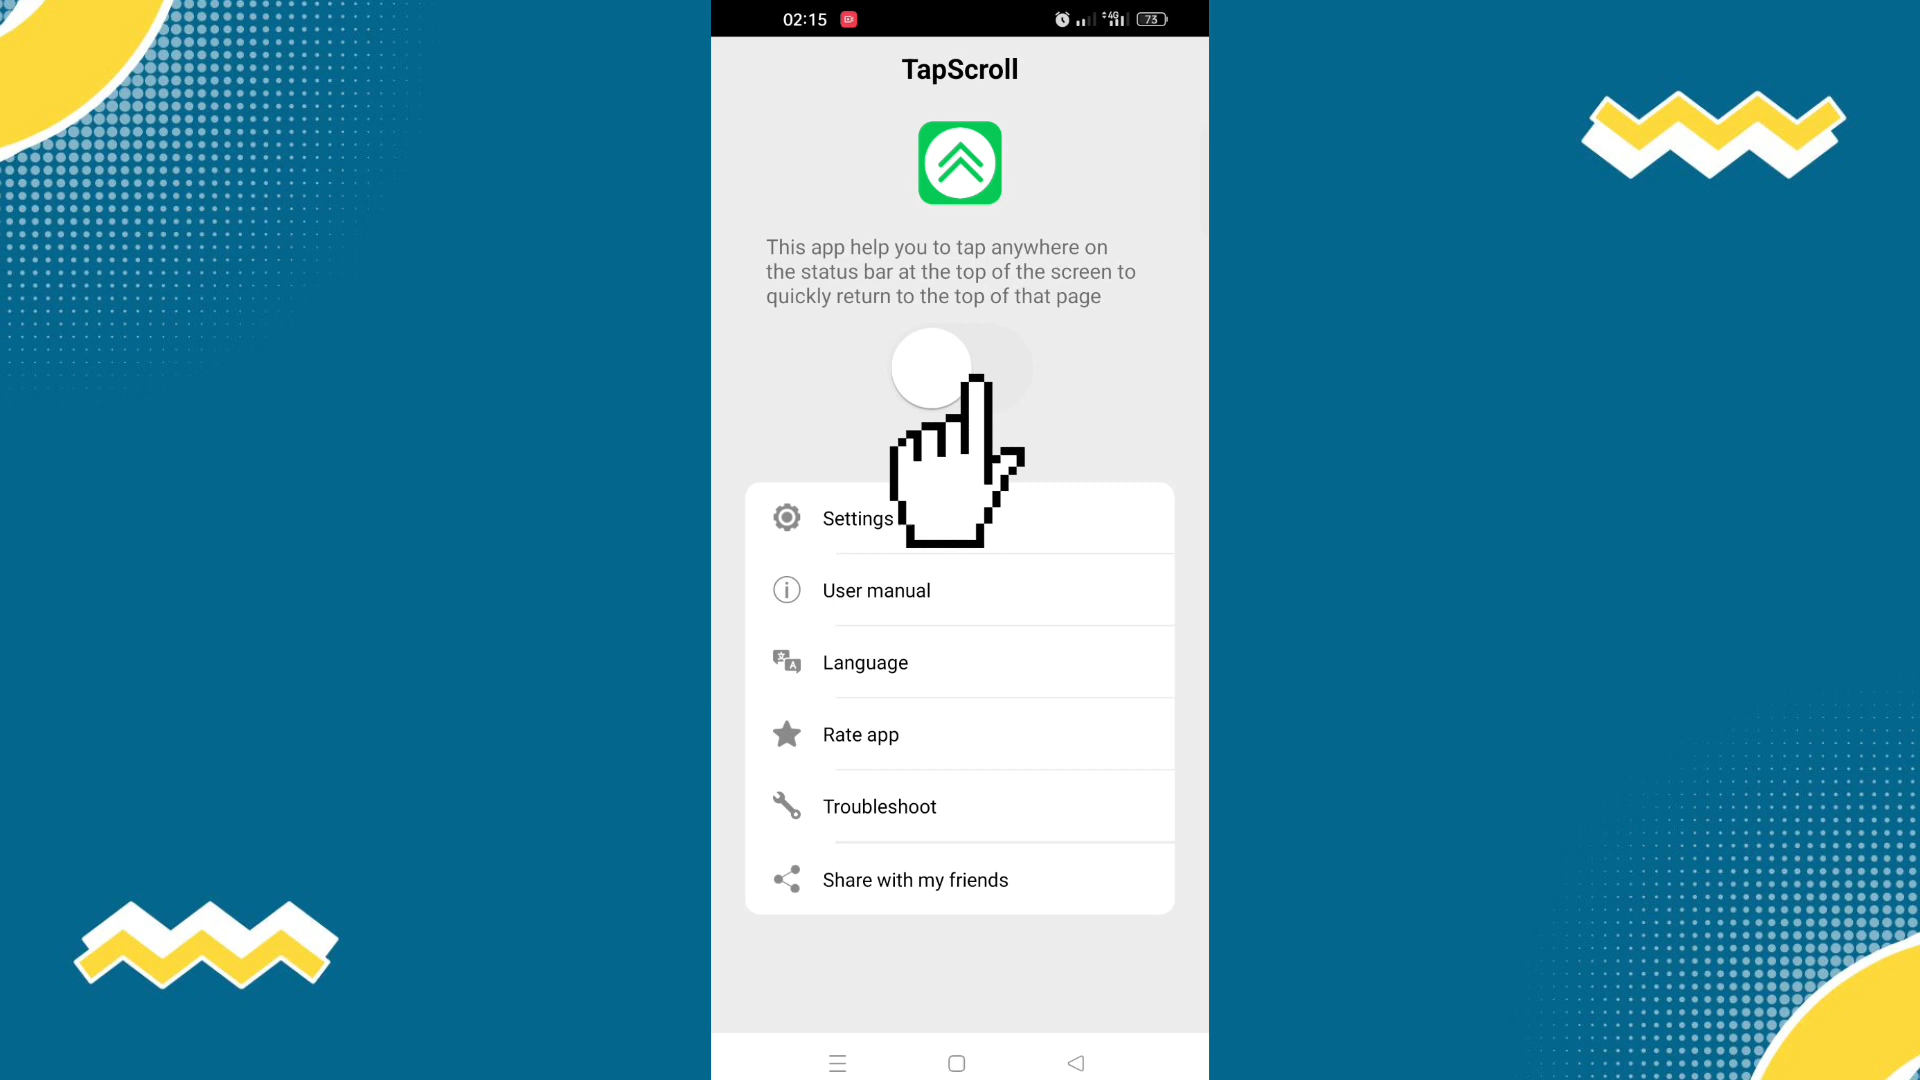 02:15
4G
73
TapScroll
This app help you to tap anywhere on
the status bar at the top of the screen to
quickly return to the top of that page
Settings
User manual
Language
Rate app
Troubleshoot
Share with my friends